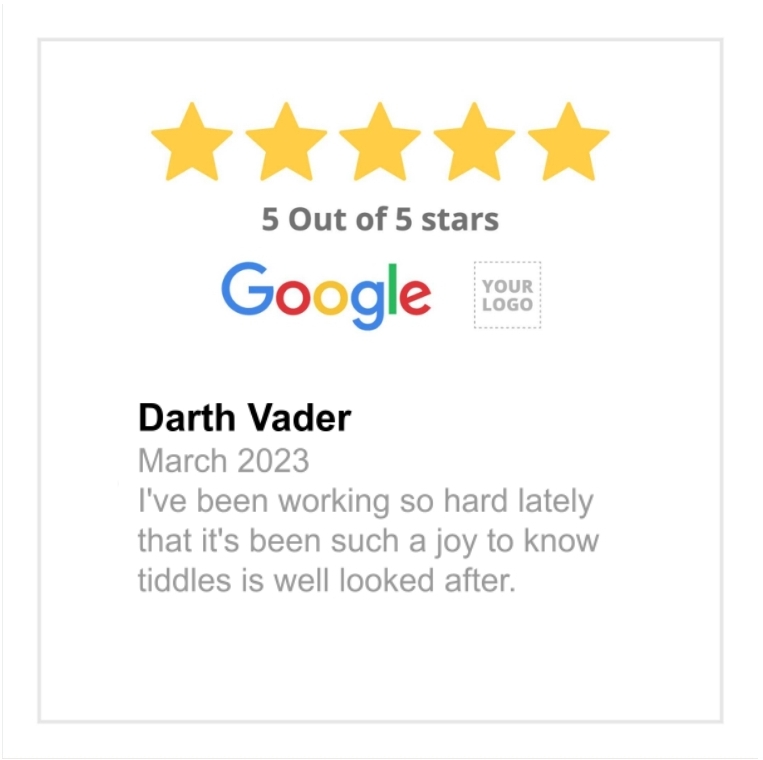 5 Out of 5 stars
Google
YOUR
LOGO
Darth Vader
March 2023
I've been working so hard lately
that it's been such a joy to know
tiddles is well looked after.